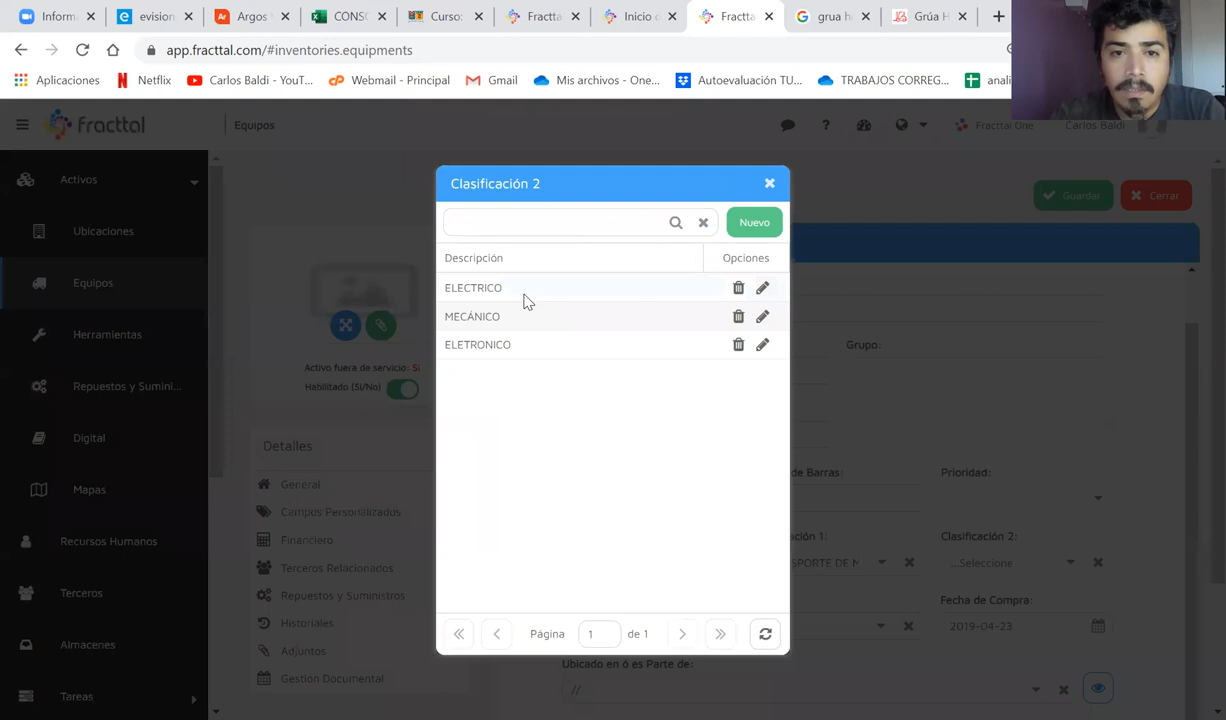 Inform
evision
Argos
CONSO
Curso:
Fractta
Inicio d
Fractta
grua h
Grúa H
app.fracttal.com/#inventories.equipments
Aplicaciones
Netflix
Carlos Baldi - YouT...
Webmail - Principal
Gmail
Mis archivos - One...
Autoevaluación TU...
TRABAJOS CORREG...
anali
fracttal
Equipos
?
Fracttal One
Carlos Baldi
Activos
Ubicaciones
Equipos
Herramientas
Repuestos y Sumini...
Digital
Mapas
Recursos Humanos
Terceros
Almacenes
Tareas
Guardar
Cerrar
Activo fuera de servicio: Si
Habilitado (Si/No)
Detalles
General
Campos Personalizados
Financiero
Terceros Relacionados
Repuestos y Suministros
Historiales
Adjuntos
Gestión Documental
Clasificación 2
Nuevo
Descripción
Opciones
ELECTRICO
MECÁNICO
ELETRONICO
Página 1 de 1
Grupo:
de Barras:
Prioridad:
ación 1:
Clasificación 2:
SPORTE DE M
...Seleccione
Fecha de Compra:
2019-04-23
Ubicado en ó es Parte de:
//